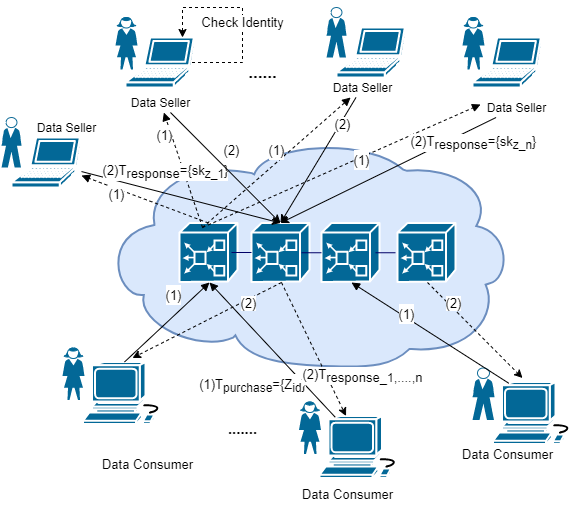 Check Identity
......
Data Seller
Data Seller
Data Seller
Data Seller
(1)
(2)
(1)
(2)
(1)
(2)Tresponse={skz_n}
(2)Tresponse={skz_1}
(1)
(1)
(2)
(1)
(2)
(1)Tpurchase={Zid}
(2)Tresponse_1,....,n
.......
Data Consumer
Data Consumer
Data Consumer